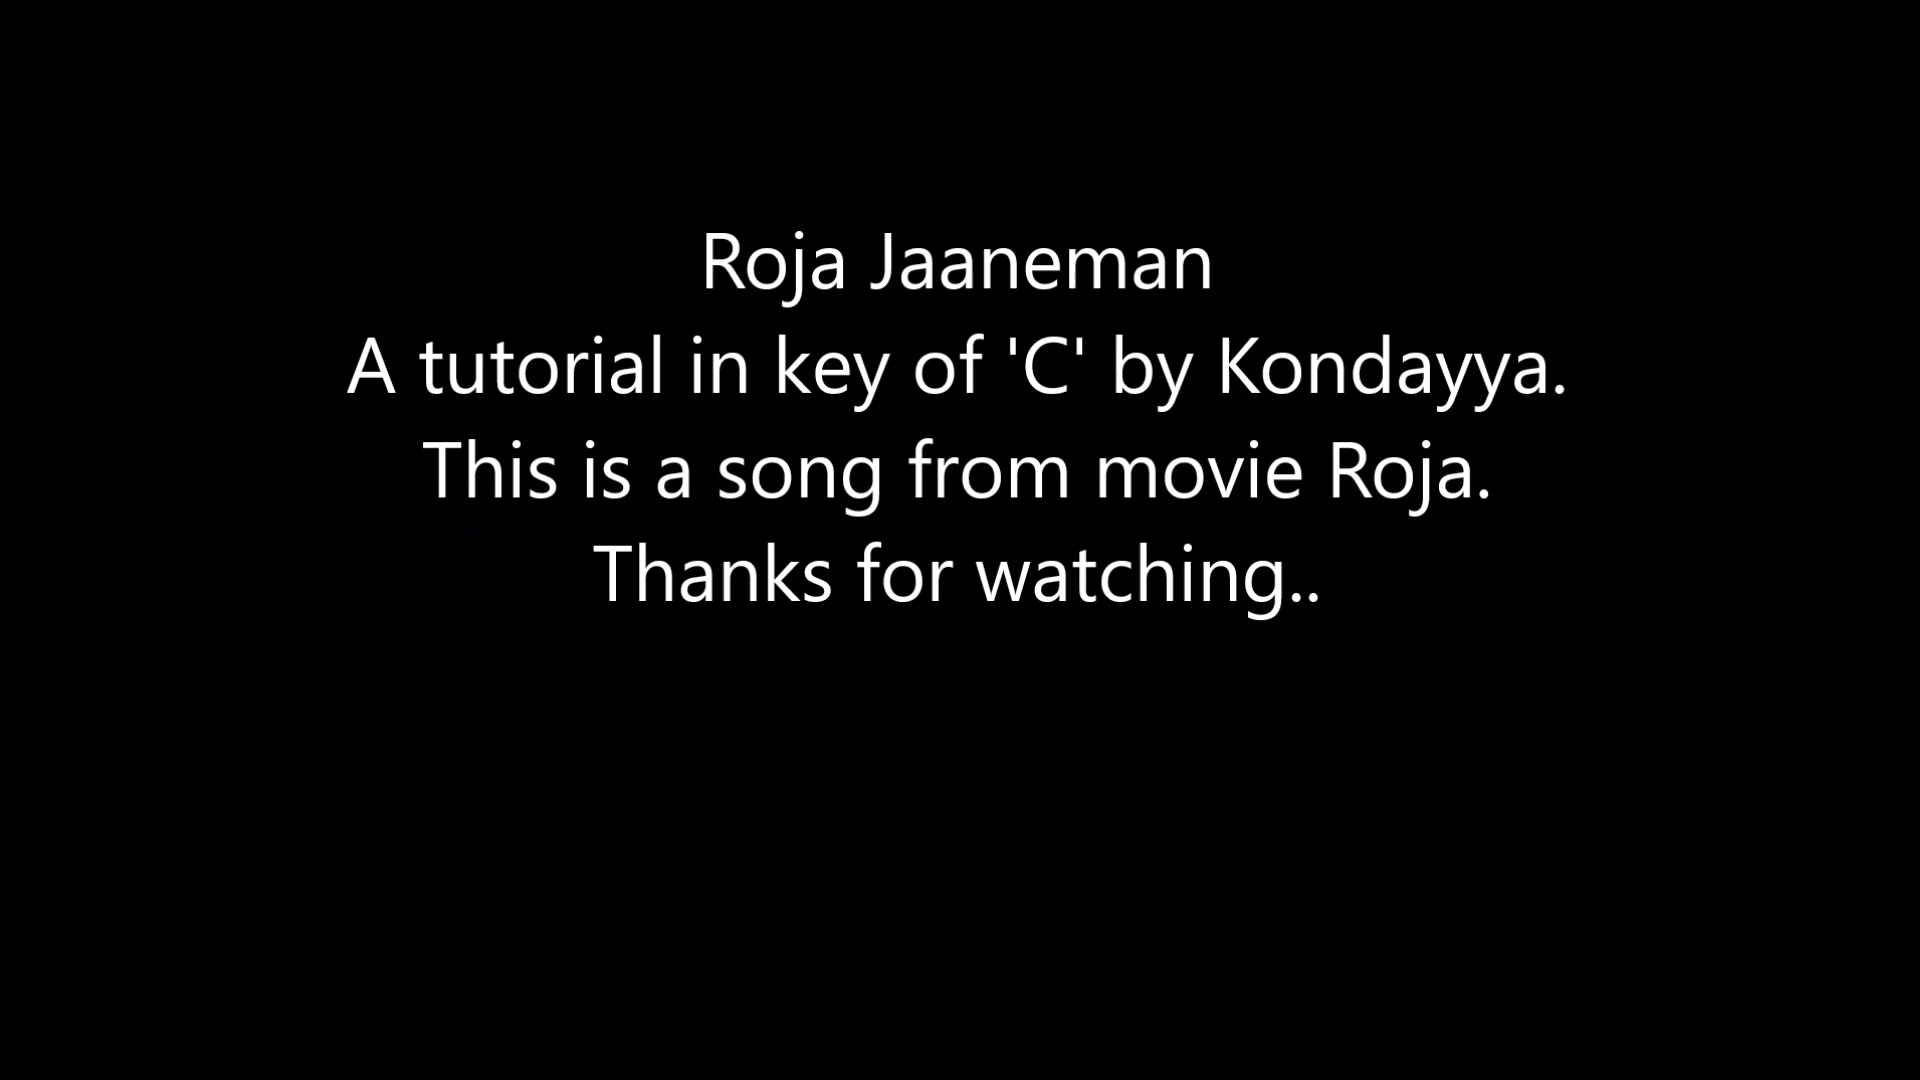 Roja Jaaneman
A tutorial in key of 'C' by Kondayya.
This is a song from movie Roja.
Thanks for watching..